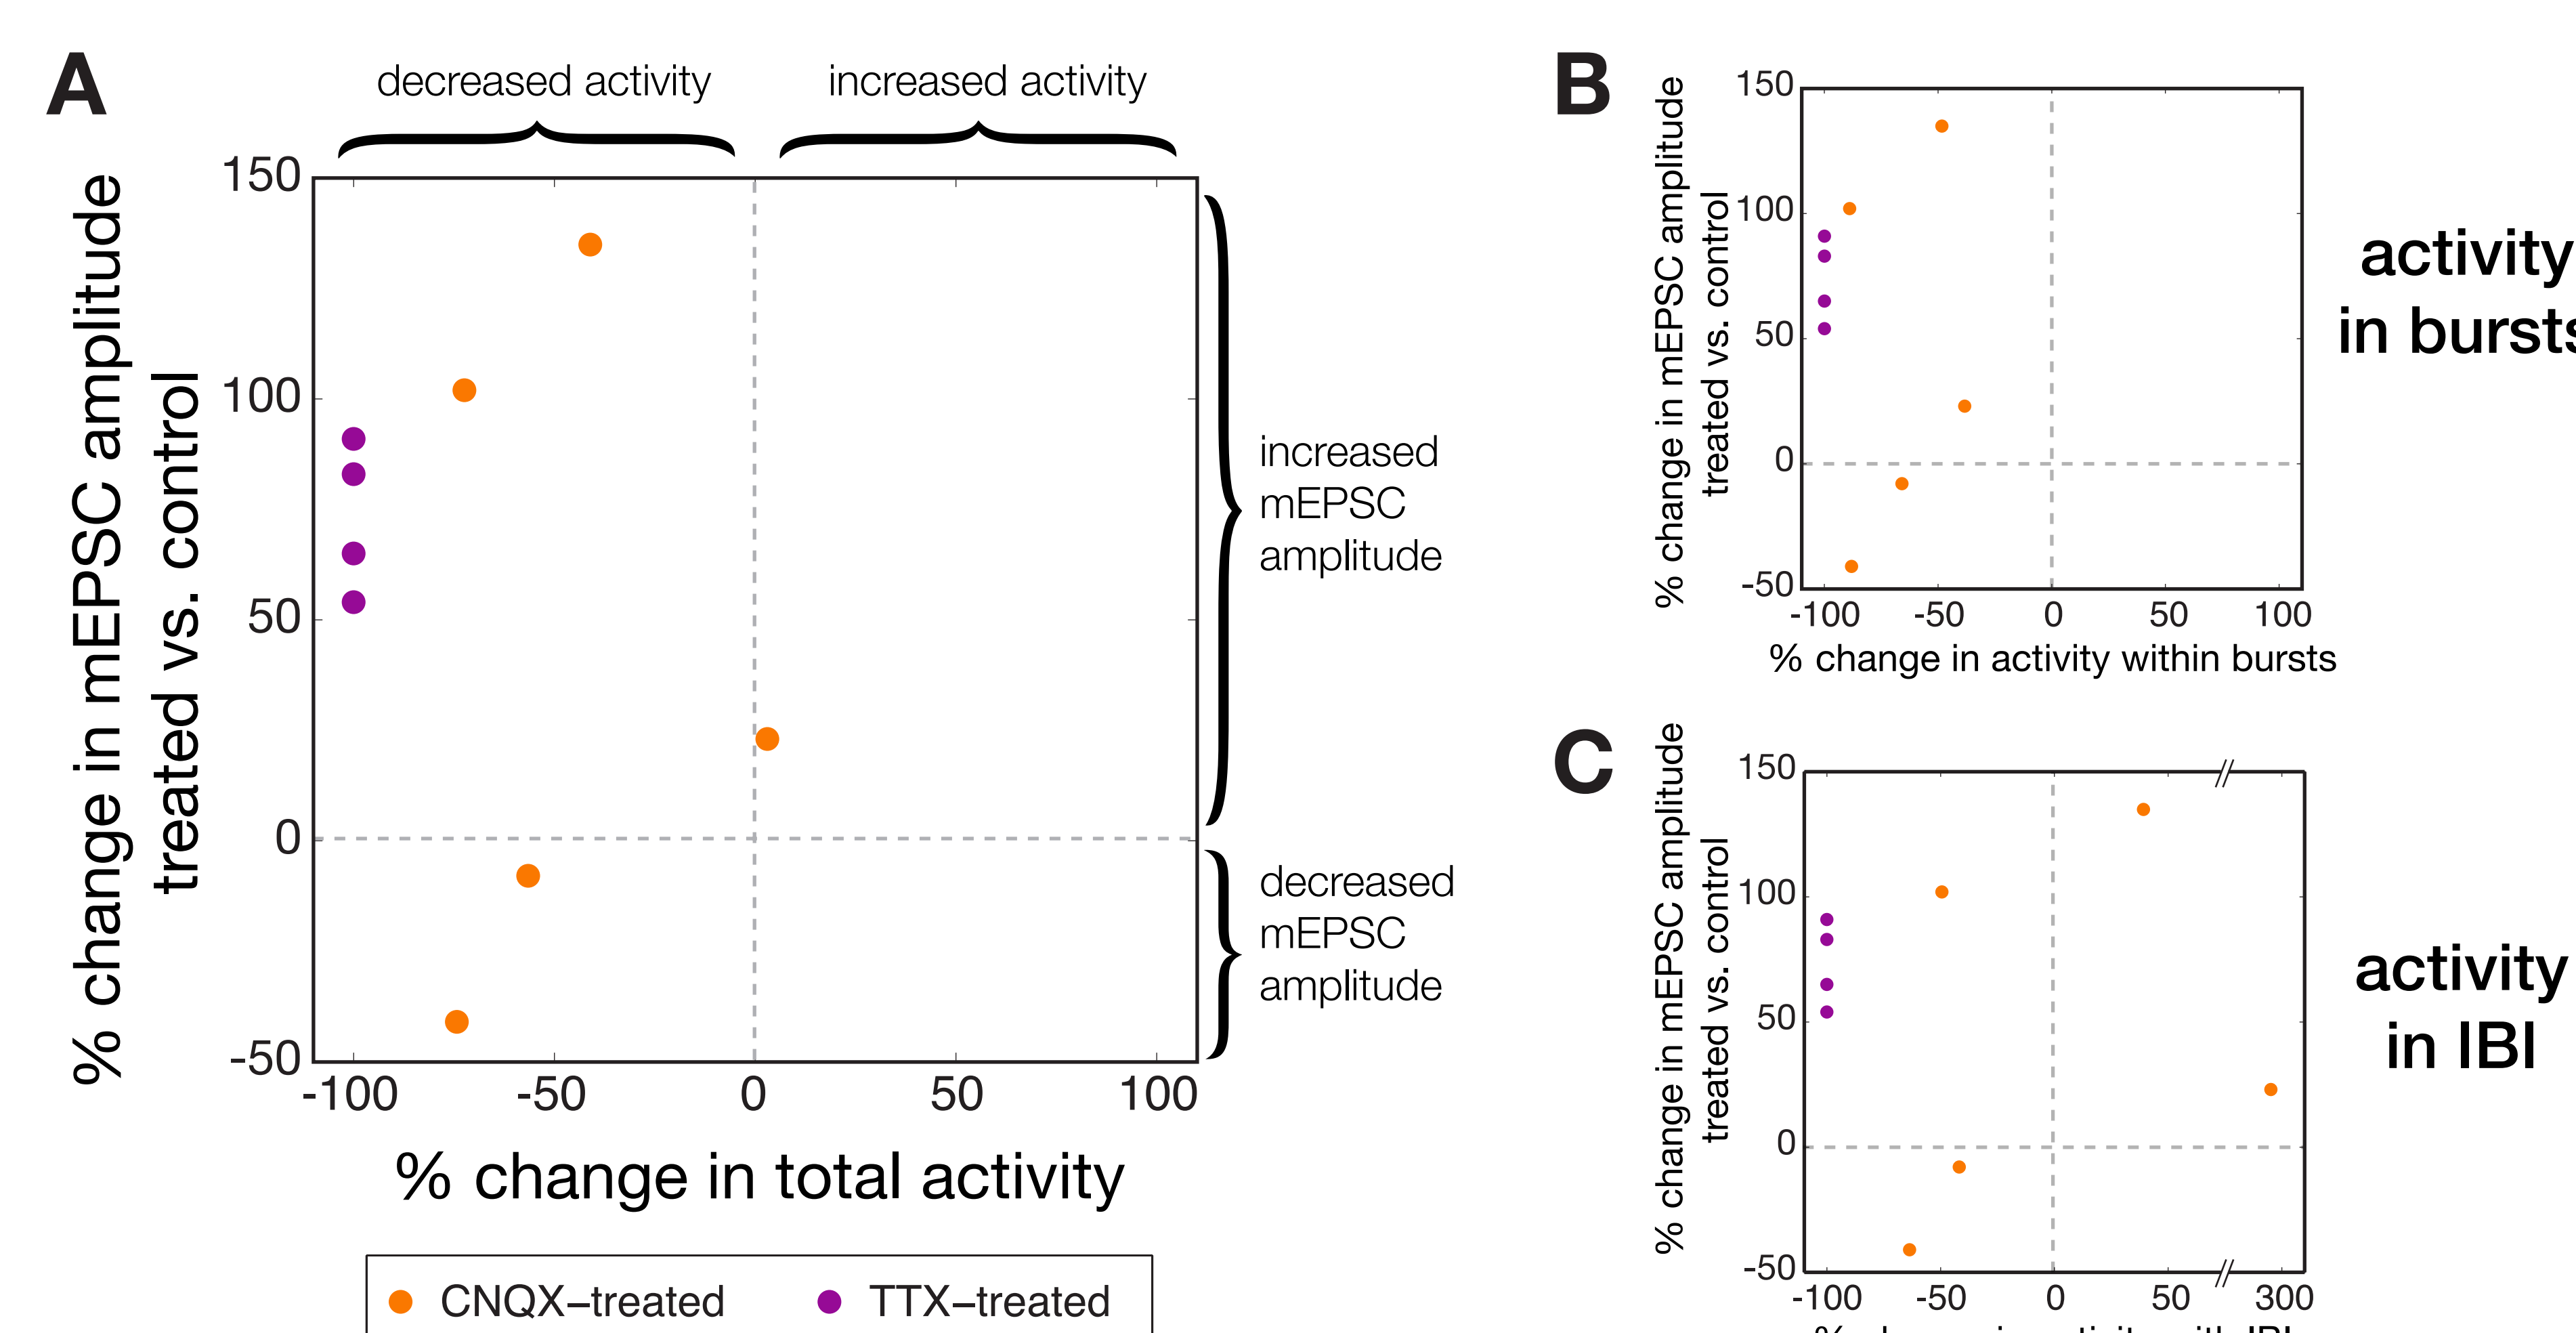 A
decreased activity
increased activity
% change in mEPSC amplitude
treated vs. control
150
100
50
0
-50
-100
-50
0
50
100
% change in total activity
increased
mEPSC
amplitude
decreased
mEPSC
amplitude
CNQX–treated
TTX–treated
B
% change in mEPSC amplitude
treated vs. control
150
100
50
0
-50
-100
-50
0
50
100
% change in activity within bursts
activity
in bursts
C
% change in mEPSC amplitude
treated vs. control
150
100
50
0
-50
-100
-50
0
50
300
activity
in IBI